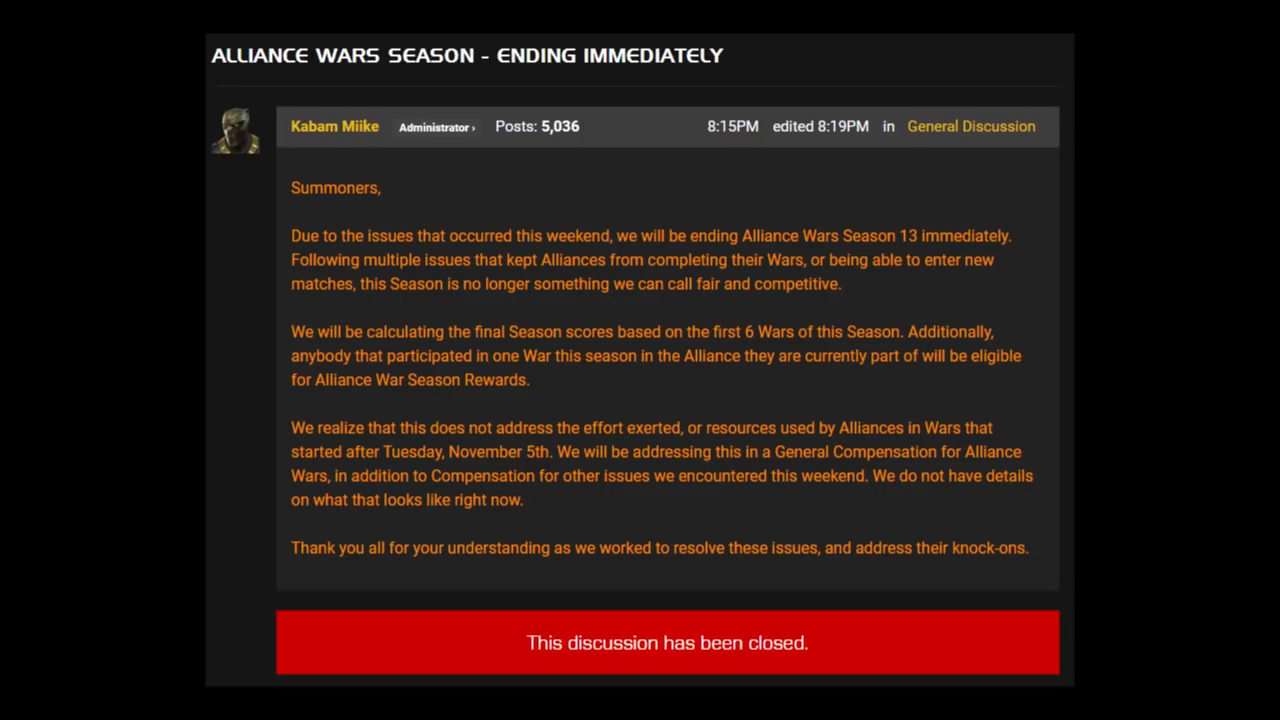 ALLIANCE WARS SEASON - ENDING IMMEDIATELY
Kabam Miike Administrator › Posts: 5,036 8:15PM edited 8:19PM in General Discussion
Summoners,
Due to the issues that occurred this weekend, we will be ending Alliance Wars Season 13 immediately.
Following multiple issues that kept Alliances from completing their Wars, or being able to enter new
matches, this Season is no longer something we can call fair and competitive.
We will be calculating the final Season scores based on the first 6 Wars of this Season. Additionally,
anybody that participated in one War this season in the Alliance they are currently part of will be eligible
for Alliance War Season Rewards.
We realize that this does not address the effort exerted, or resources used by Alliances in Wars that
started after Tuesday, November 5th. We will be addressing this in a General Compensation for Alliance
Wars, in addition to Compensation for other issues we encountered this weekend. We do not have details
on what that looks like right now.
Thank you all for your understanding as we worked to resolve these issues, and address their knock-ons.
This discussion has been closed.